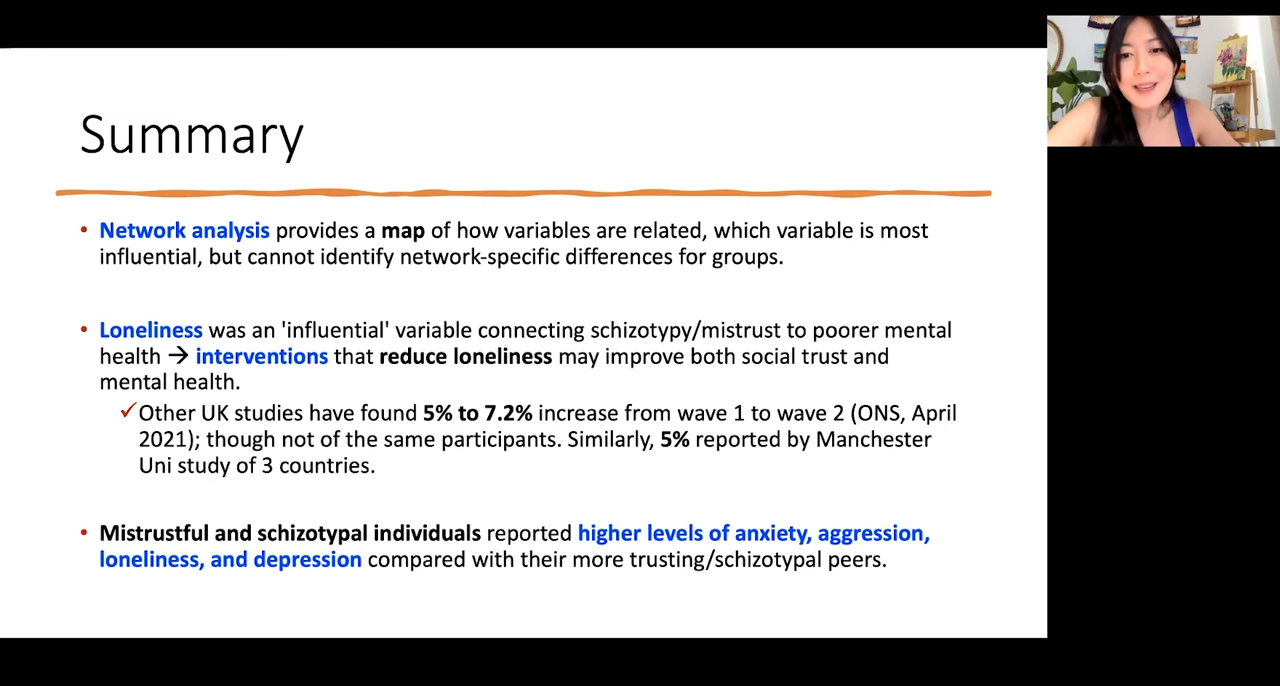 Summary
• Network analysis provides a map of how variables are related, which variable is most
influential, but cannot identify network-specific differences for groups.
• Loneliness was an 'influential' variable connecting schizotypy/mistrust to poorer mental
health → interventions that reduce loneliness may improve both social trust and
mental health.
✓Other UK studies have found 5% to 7.2% increase from wave 1 to wave 2 (ONS, April
2021); though not of the same participants. Similarly, 5% reported by Manchester
Uni study of 3 countries.
• Mistrustful and schizotypal individuals reported higher levels of anxiety, aggression,
loneliness, and depression compared with their more trusting/schizotypal peers.